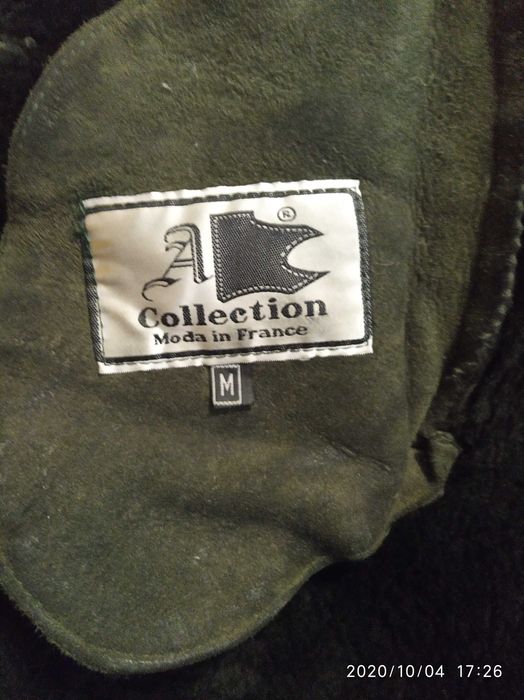 A ®
Collection
Moda in France
M
2020/10/04 17:26